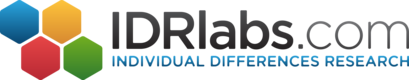 IDRlabs.com
INDIVIDUAL DIFFERENCES RESEARCH